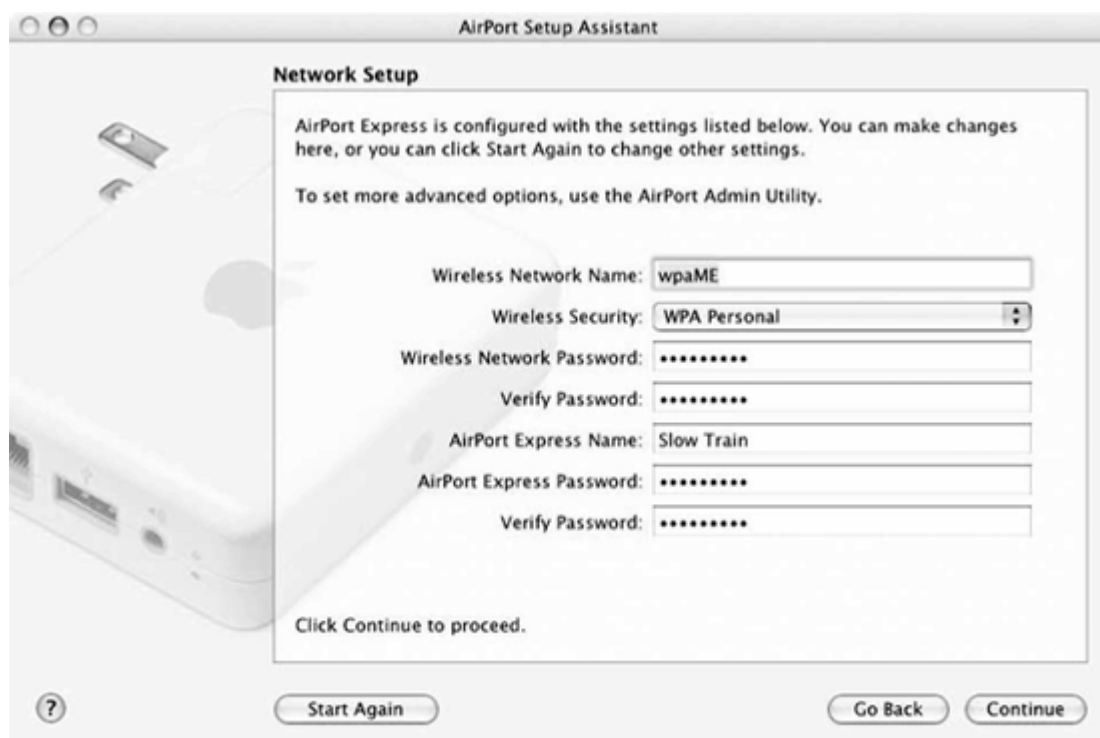 AirPort Setup Assistant
Network Setup
AirPort Express is configured with the settings listed below. You can make changes
here, or you can click Start Again to change other settings.
To set more advanced options, use the AirPort Admin Utility.
Wireless Network Name: wpaME
Wireless Security: WPA Personal
Wireless Network Password: •••••••••
Verify Password: •••••••••
AirPort Express Name: Slow Train
AirPort Express Password: •••••••••
Verify Password: •••••••••
Click Continue to proceed.
? Start Again Go Back Continue